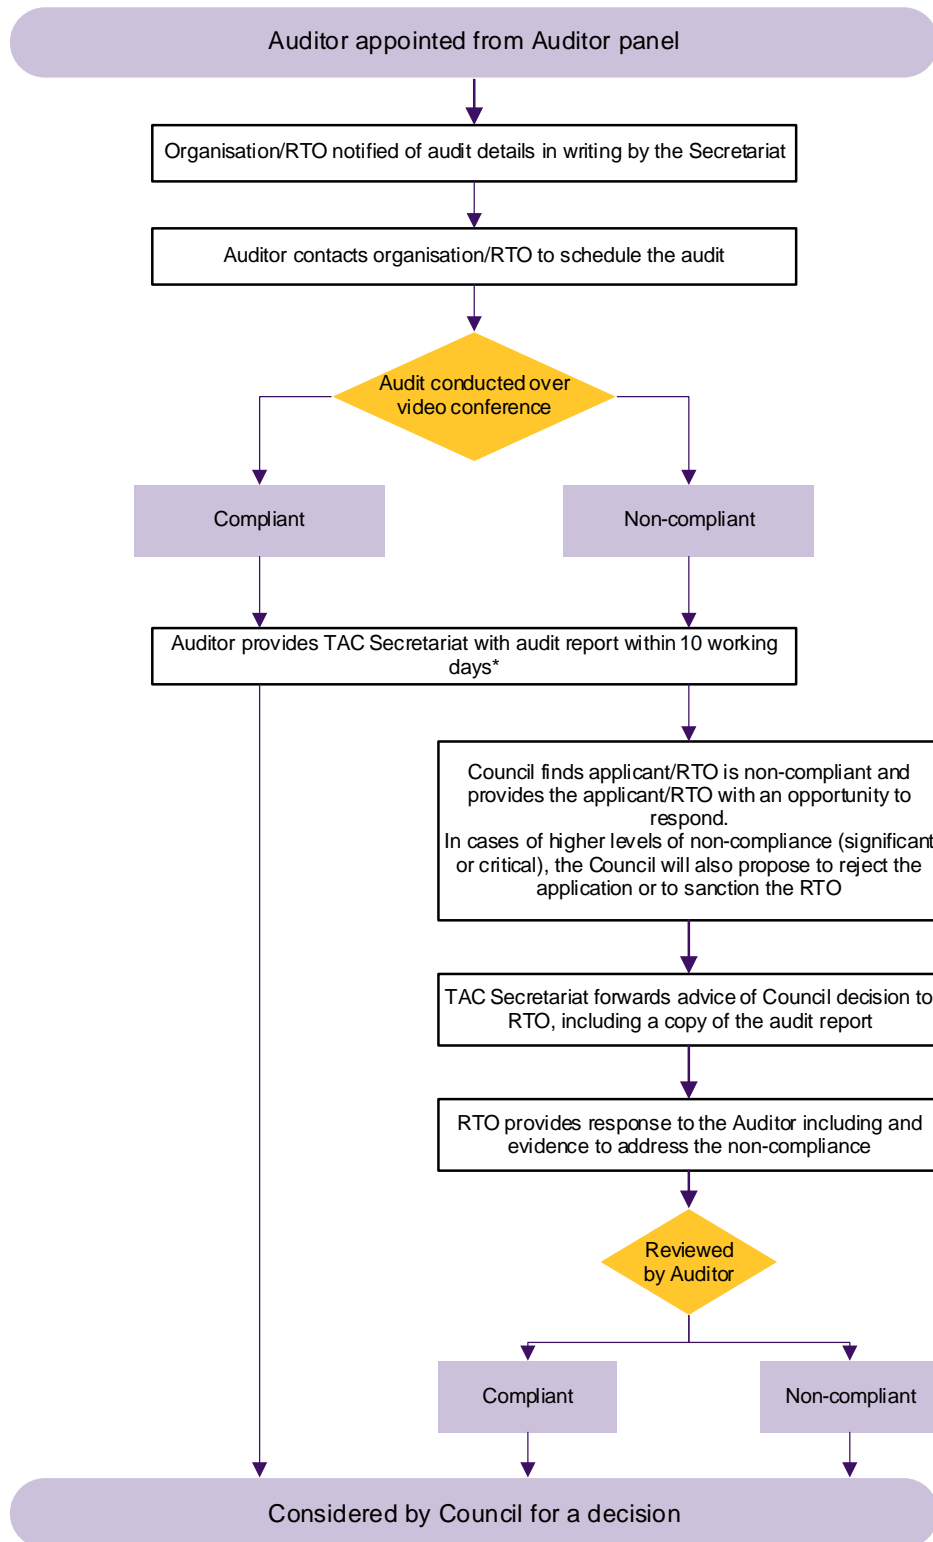 Auditor appointed from Auditor panel
Organisation/RTO notified of audit details in writing by the Secretariat
Auditor contacts organisation/RTO to schedule the audit
Audit conducted over
video conference
Compliant
Non-compliant
Auditor provides TAC Secretariat with audit report within 10 working
days*
Council finds applicant/RTO is non-compliant and
provides the applicant/RTO with an opportunity to
respond.
In cases of higher levels of non-compliance (significant
or critical), the Council will also propose to reject the
application or to sanction the RTO
TAC Secretariat forwards advice of Council decision to
RTO, including a copy of the audit report
RTO provides response to the Auditor including and
evidence to address the non-compliance
Reviewed
by Auditor
Compliant
Non-compliant
Considered by Council for a decision